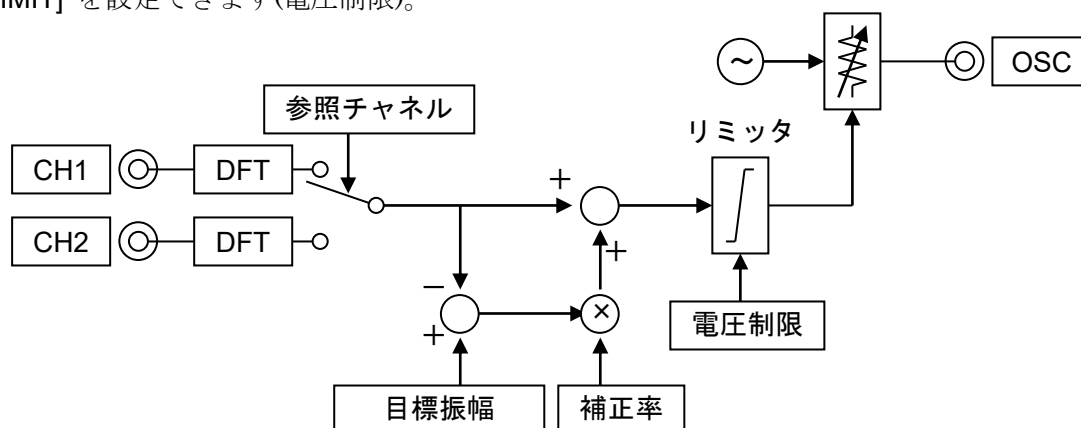 IMIT] を設定できます(電圧制限)。
~
OSC
参照チャネル
リミッタ
CH1
DFT
+
CH2
DFT
+
−
×
+
電圧制限
目標振幅
補正率